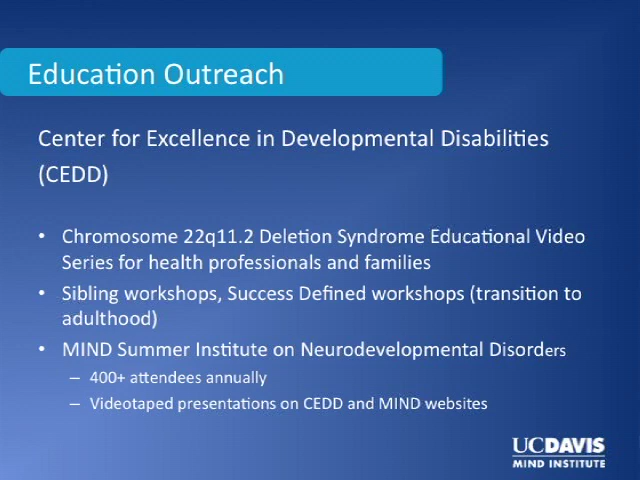 Education Outreach
Center for Excellence in Developmental Disabilities
(CEDD)
• Chromosome 22q11.2 Deletion Syndrome Educational Video
Series for health professionals and families
• Sibling workshops, Success Defined workshops (transition to
adulthood)
• MIND Summer Institute on Neurodevelopmental Disorders
– 400+ attendees annually
– Videotaped presentations on CEDD and MIND websites
UCDAVIS
MIND INSTITUTE